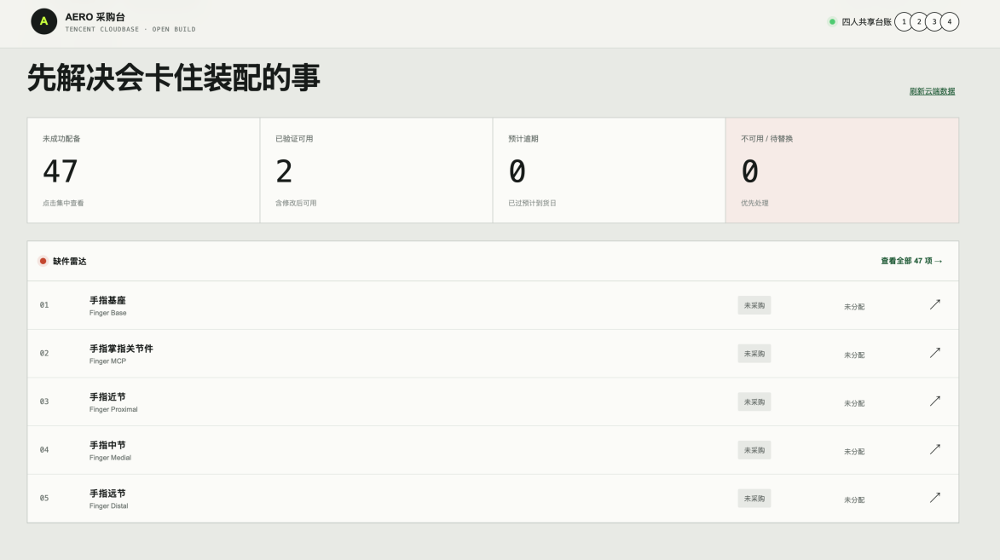 A
AERO 采购台
TENCENT CLOUDBASE · OPEN BUILD
四人共享台账 1 2 3 4
先解决会卡住装配的事
刷新云端数据
未成功配备
47
点击集中查看
已验证可用
2
含修改后可用
预计逾期
0
已过预计到货日
不可用 / 待替换
0
优先处理
缺件雷达
查看全部 47 项 →
01 手指基座 未采购 未分配 ↗
Finger Base
02 手指掌指关节件 未采购 未分配 ↗
Finger MCP
03 手指近节 未采购 未分配 ↗
Finger Proximal
04 手指中节 未采购 未分配 ↗
Finger Medial
05 手指远节 未采购 未分配 ↗
Finger Distal